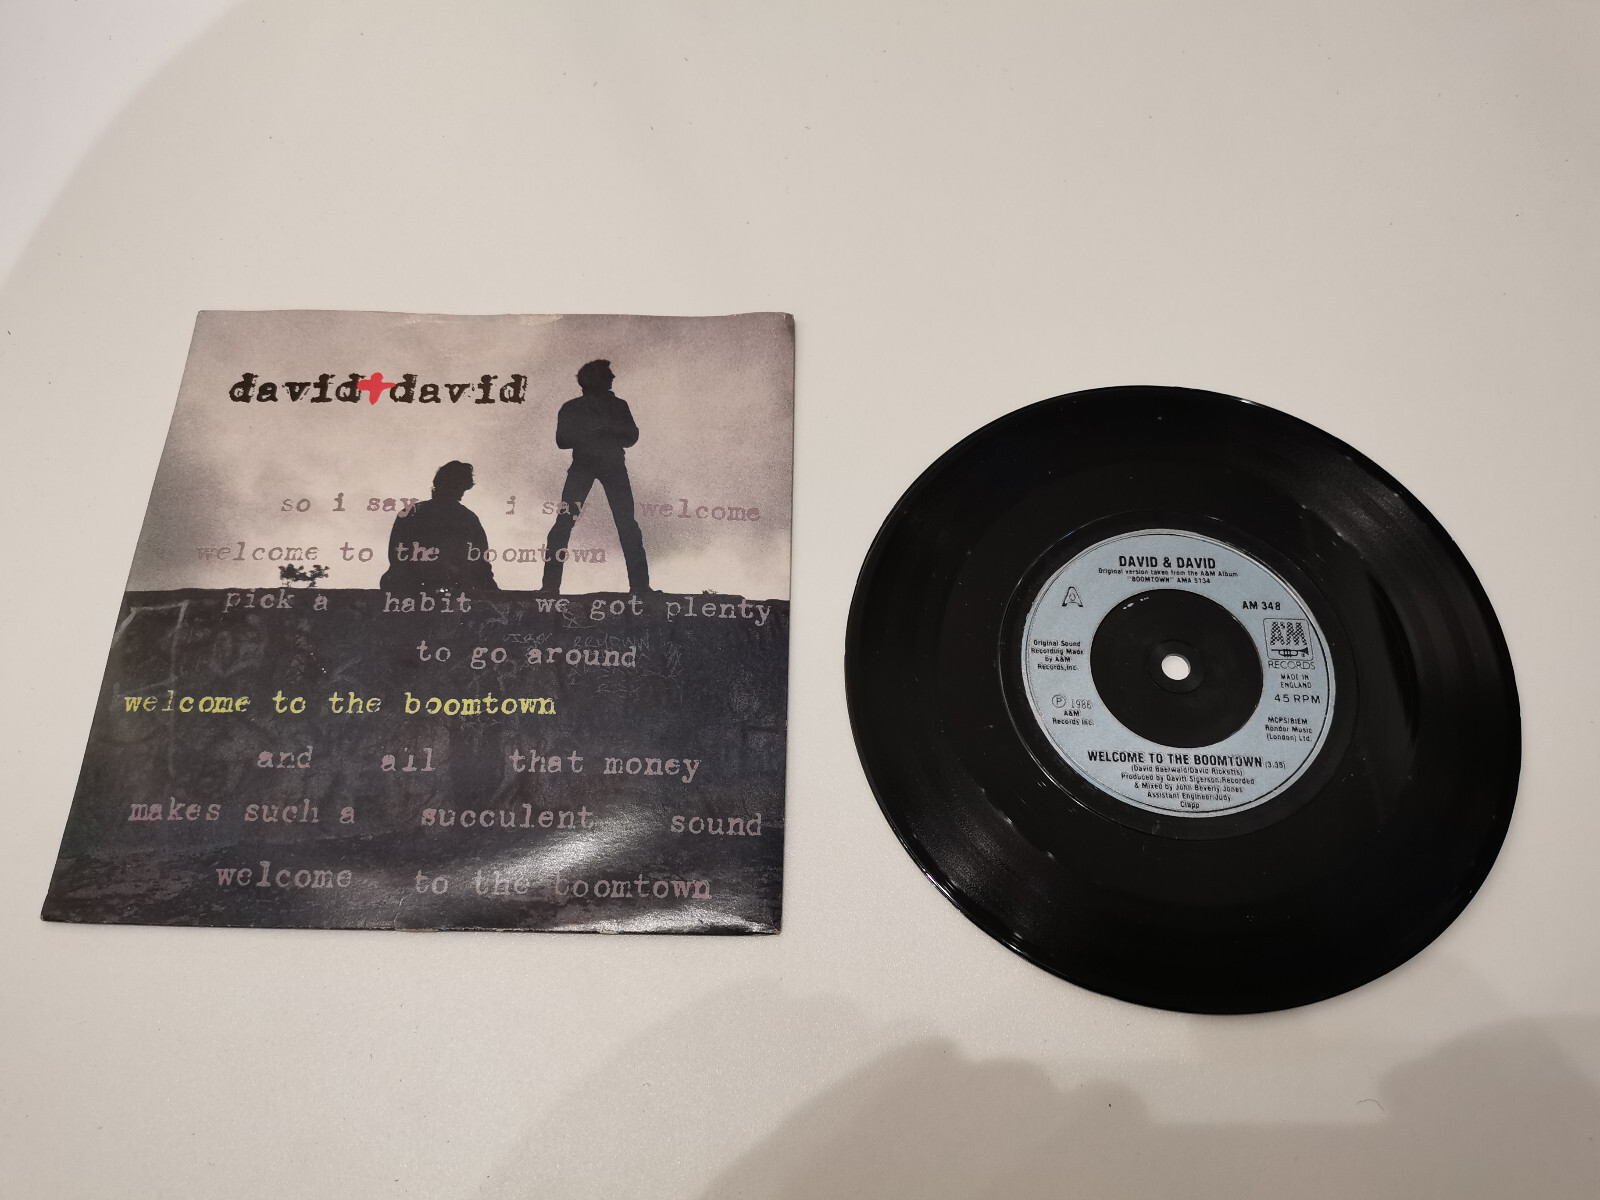 david+david
so i say i say welcome
welcome to the boomtown
pick a habit we got plenty
to go around
welcome to the boomtown
and all that money
makes such a succulent sound
welcome to the boomtown
DAVID & DAVID
Original version taken from the A&M Album
"BOOMTOWN" AMA 5134
A
AM 348
Original Sound
Recording Made
by A&M
Records, Inc.
A&M
RECORDS
MADE IN
ENGLAND
45 RPM
Ⓟ 1986
A&M
Records Inc.
MCPS/BIEM
Rondor Music
(London) Ltd.
WELCOME TO THE BOOMTOWN (3.35)
(David Baerwald/David Ricketts)
Produced by Davitt Sigerson.Recorded
& Mixed by John Beverly Jones
Assistant Engineer:Judy
Clapp